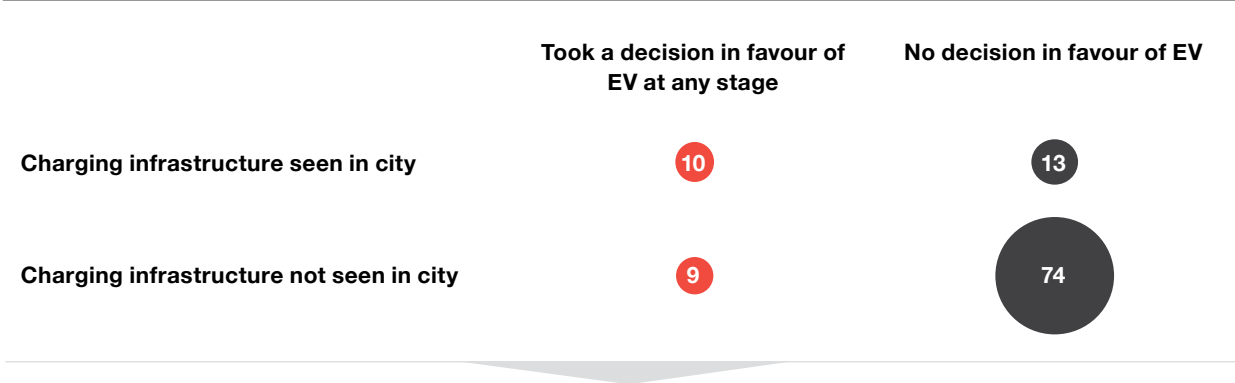 Took a decision in favour of
EV at any stage
No decision in favour of EV
Charging infrastructure seen in city
10
13
Charging infrastructure not seen in city
9
74